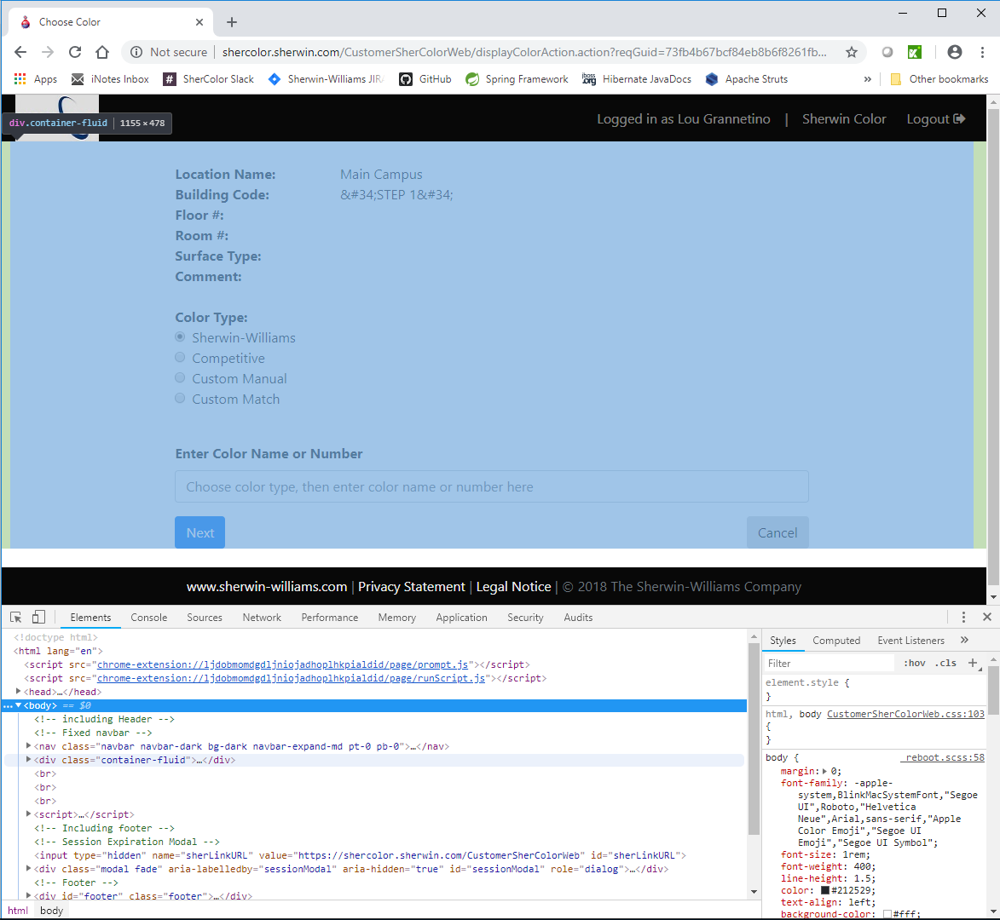 Choose Color
Not secure | shercolor.sherwin.com/CustomerSherColorWeb/displayColorAction.action?reqGuid=73fb4b67bcf84eb8b6f8261fb...
Apps iNotes Inbox SherColor Slack Sherwin-Williams JIRA GitHub Spring Framework Hibernate JavaDocs Apache Struts » Other bookmarks
div.container-fluid | 1155 × 478
Logged in as Lou Grannetino | Sherwin Color Logout
Location Name: Main Campus
Building Code: &#34;STEP 1&#34;
Floor #:
Room #:
Surface Type:
Comment:
Color Type:
Sherwin-Williams
Competitive
Custom Manual
Custom Match
Enter Color Name or Number
Choose color type, then enter color name or number here
Next Cancel
www.sherwin-williams.com | Privacy Statement | Legal Notice | © 2018 The Sherwin-Williams Company
Elements Console Sources Network Performance Memory Application Security Audits
<!doctype html>
<html lang="en">
<script src="chrome-extension://ljdobmomdgdljniojadhoplhkpialdid/page/prompt.js"></script>
<script src="chrome-extension://ljdobmomdgdljniojadhoplhkpialdid/page/runScript.js"></script>
<head>…</head>
<body> == $0
<!-- including Header -->
<!-- Fixed navbar -->
<nav class="navbar navbar-dark bg-dark navbar-expand-md pt-0 pb-0">…</nav>
<div class="container-fluid">…</div>
<br>
<br>
<br>
<script>…</script>
<!-- Including footer -->
<!-- Session Expiration Modal -->
<input type="hidden" name="sherLinkURL" value="https://shercolor.sherwin.com/CustomerSherColorWeb" id="sherLinkURL">
<div class="modal fade" aria-labelledby="sessionModal" aria-hidden="true" id="sessionModal" role="dialog">…</div>
<!-- Footer -->
<div id="footer" class="footer">…</div>
html body
Styles Computed Event Listeners »
Filter :hov .cls +
element.style {
}
html, body CustomerSherColorWeb.css:103
{
}
body { _reboot.scss:58
margin: 0;
font-family: -apple-
system,BlinkMacSystemFont,"Segoe
UI",Roboto,"Helvetica
Neue",Arial,sans-serif,"Apple
Color Emoji","Segoe UI
Emoji","Segoe UI Symbol";
font-size: 1rem;
font-weight: 400;
line-height: 1.5;
color: #212529;
text-align: left;
background-color: #fff;